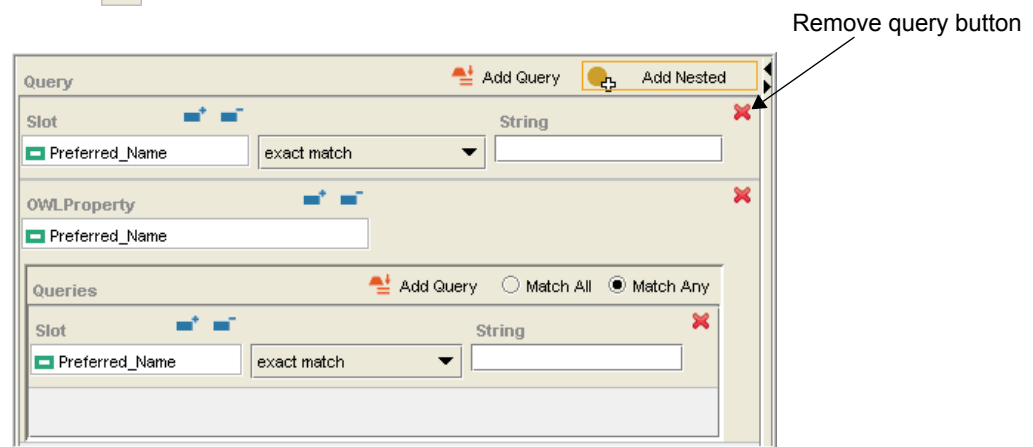 Remove query button
Query Add Query Add Nested
Slot String
Preferred_Name exact match
OWLProperty
Preferred_Name
Queries Add Query Match All Match Any
Slot String
Preferred_Name exact match